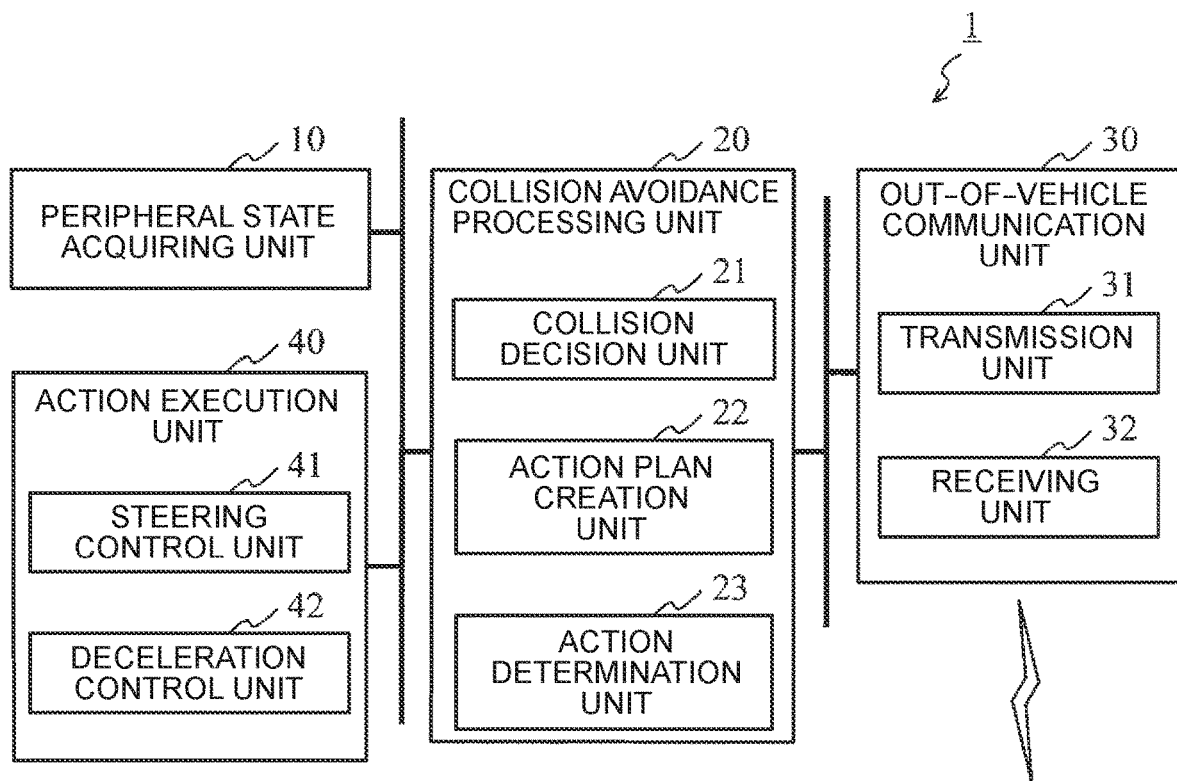 1
10
PERIPHERAL STATE
ACQUIRING UNIT
40
ACTION EXECUTION
UNIT
41
STEERING
CONTROL UNIT
42
DECELERATION
CONTROL UNIT
20
COLLISION AVOIDANCE
PROCESSING UNIT
21
COLLISION
DECISION UNIT
22
ACTION PLAN
CREATION
UNIT
23
ACTION
DETERMINATION
UNIT
30
OUT-OF-VEHICLE
COMMUNICATION
UNIT
31
TRANSMISSION
UNIT
32
RECEIVING
UNIT